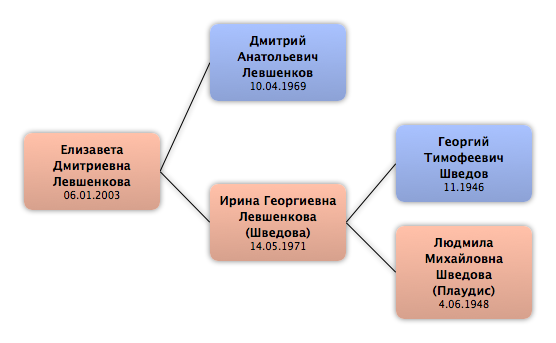 Дмитрий
Анатольевич
Левшенков
10.04.1969
Елизавета
Дмитриевна
Левшенкова
06.01.2003
Георгий
Тимофеевич
Шведов
11.1946
Ирина Георгиевна
Левшенкова
(Шведова)
14.05.1971
Людмила
Михайловна
Шведова
(Плаудис)
4.06.1948